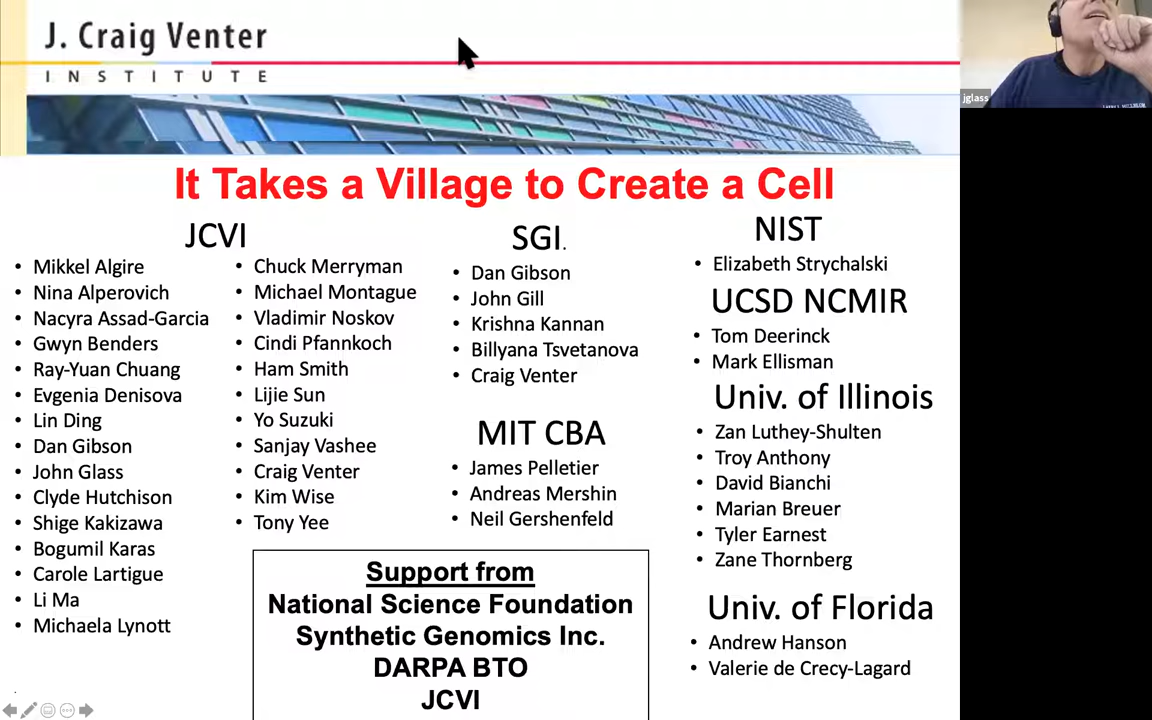 J. Craig Venter
INSTITUTE
jglass
It Takes a Village to Create a Cell
JCVI
• Mikkel Algire
• Nina Alperovich
• Nacyra Assad-Garcia
• Gwyn Benders
• Ray-Yuan Chuang
• Evgenia Denisova
• Lin Ding
• Dan Gibson
• John Glass
• Clyde Hutchison
• Shige Kakizawa
• Bogumil Karas
• Carole Lartigue
• Li Ma
• Michaela Lynott
• Chuck Merryman
• Michael Montague
• Vladimir Noskov
• Cindi Pfannkoch
• Ham Smith
• Lijie Sun
• Yo Suzuki
• Sanjay Vashee
• Craig Venter
• Kim Wise
• Tony Yee
SGI.
• Dan Gibson
• John Gill
• Krishna Kannan
• Billyana Tsvetanova
• Craig Venter
MIT CBA
• James Pelletier
• Andreas Mershin
• Neil Gershenfeld
NIST
• Elizabeth Strychalski
UCSD NCMIR
• Tom Deerinck
• Mark Ellisman
Univ. of Illinois
• Zan Luthey-Shulten
• Troy Anthony
• David Bianchi
• Marian Breuer
• Tyler Earnest
• Zane Thornberg
Univ. of Florida
• Andrew Hanson
• Valerie de Crecy-Lagard
Support from
National Science Foundation
Synthetic Genomics Inc.
DARPA BTO
JCVI